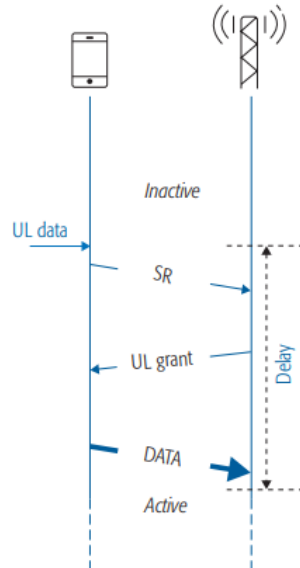 Inactive
UL data
SR
UL grant
Delay
DATA
Active